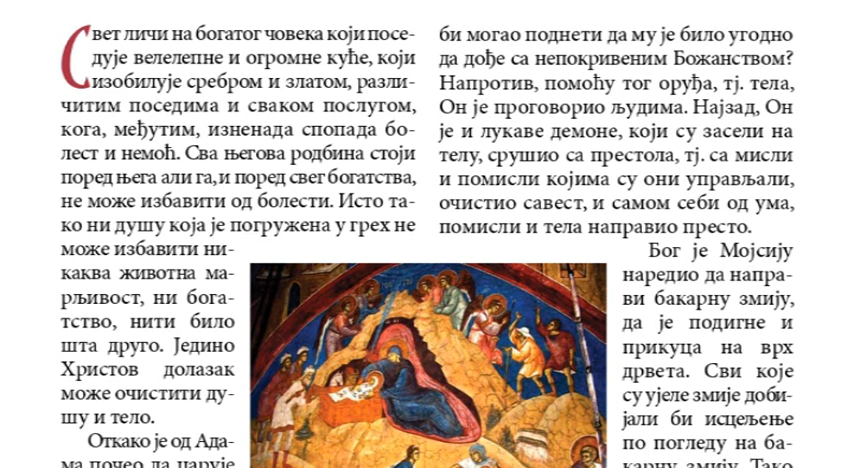 Свет личи на богатог човека који посе-
дује велелепне и огромне куће, који
изобилује сребром и златом, разли-
читим поседима и сваком послугом,
кога, међутим, изненада спопада бо-
лест и немоћ. Сва његова родбина стоји
поред њега али га, и поред свег богатства,
не може избавити од болести. Исто та-
ко ни душу која је погружена у грех не
може избавити ни-
каква животна ма-
рљивост, ни бога-
тство, нити било
шта друго. Једино
Христов долазак
може очистити ду-
шу и тело.
Откако је од Ада-
ма почео да царује
би могао поднети да му је било угодно
да дође са непокривеним Божанством?
Напротив, помоћу тог оруђа, тј. тела,
Он је проговорио људима. Најзад, Он
је и лукаве демоне, који су засели на
телу, срушио са престола, тј. са мисли
и помисли којима су они управљали,
очистио савест, и самом себи од ума,
помисли и тела направио престо.
Бог је Мојсију
наредио да напра-
ви бакарну змију,
да је подигне и
прикуца на врх
дрвета. Сви које
су ујеле змије доби-
јали би исцељење
по погледу на ба-
карну змију. Тако